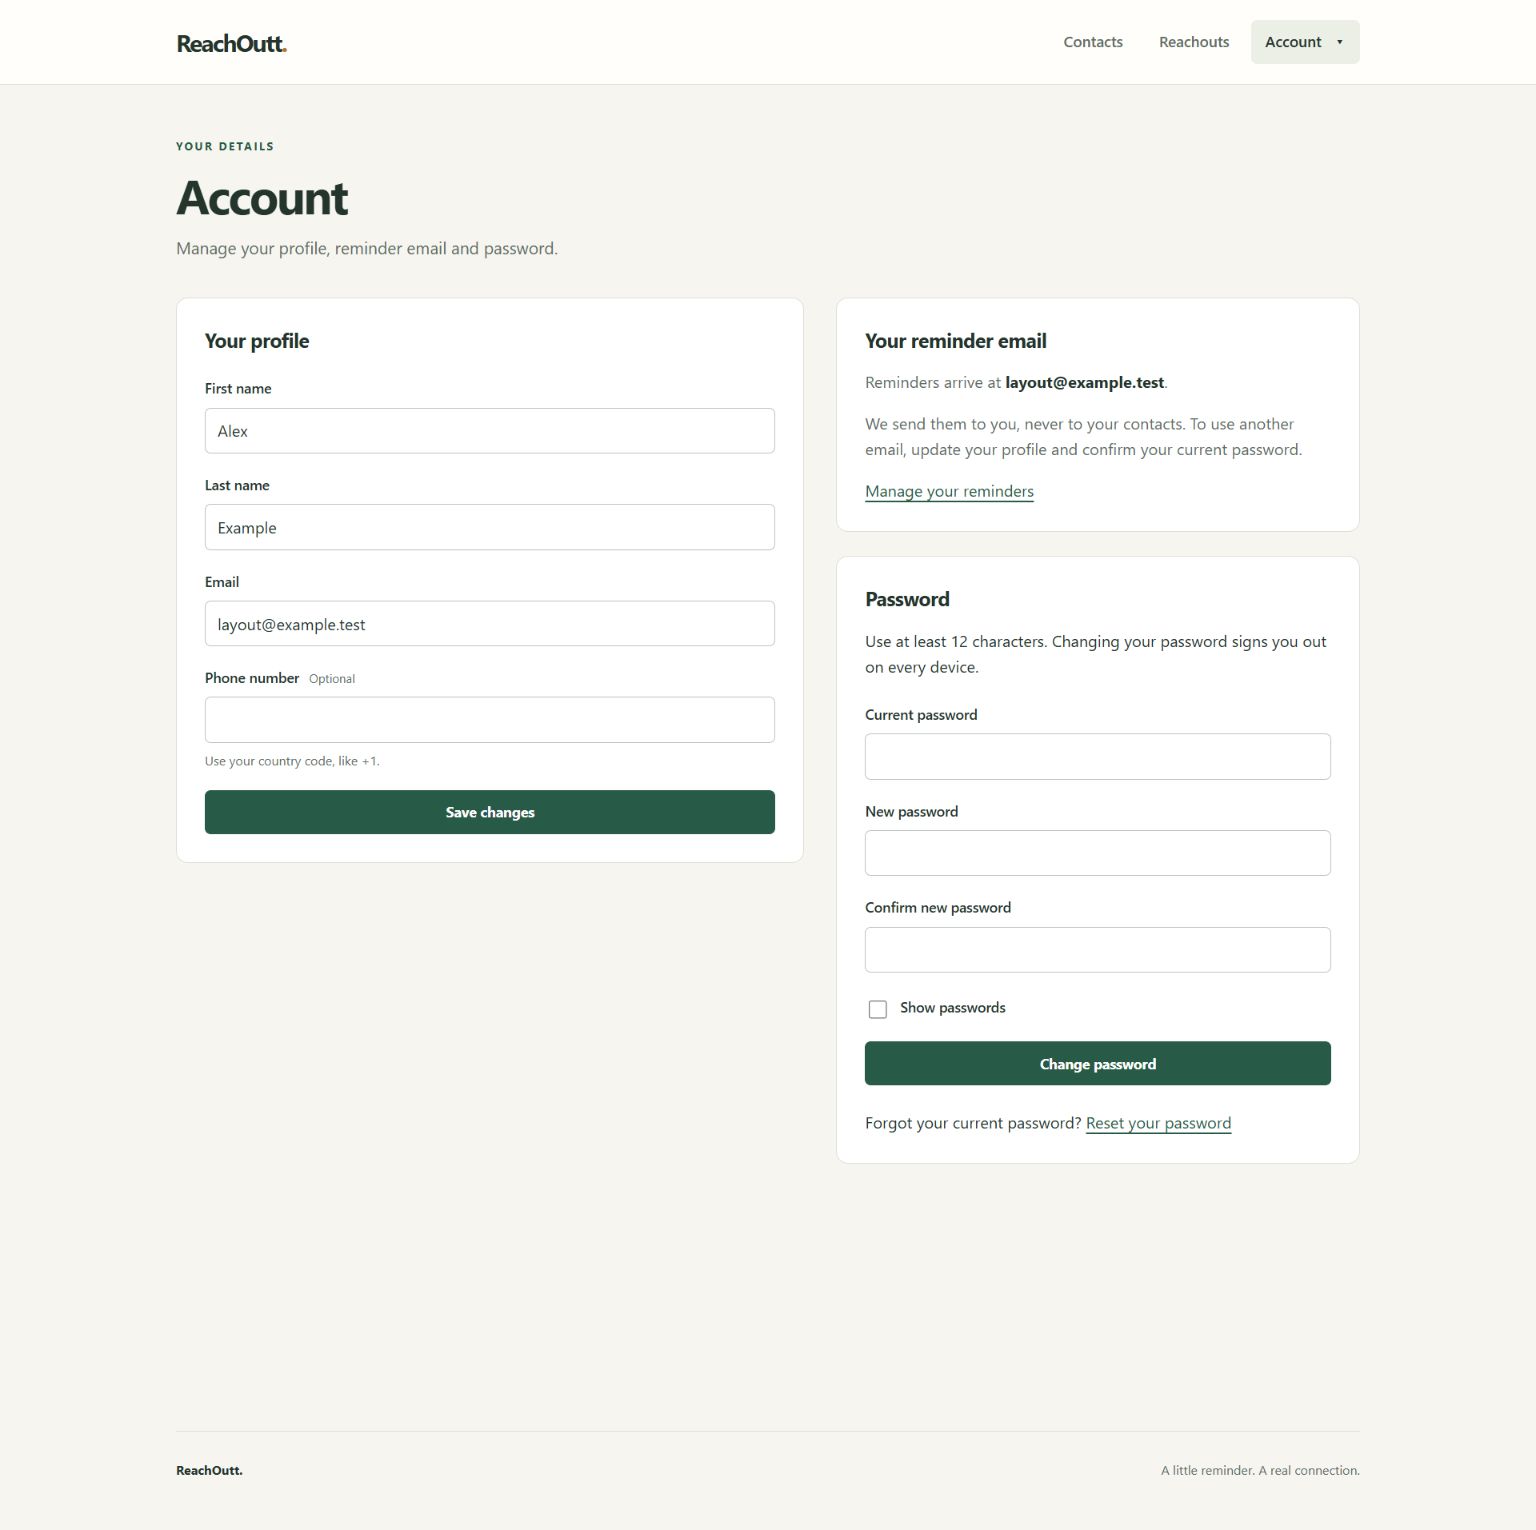 ReachOutt.
Contacts
Reachouts
Account
YOUR DETAILS
Account
Manage your profile, reminder email and password.
Your profile
First name
Alex
Last name
Example
Email
layout@example.test
Phone number Optional
Use your country code, like +1.
Save changes
Your reminder email
Reminders arrive at layout@example.test.
We send them to you, never to your contacts. To use another
email, update your profile and confirm your current password.
Manage your reminders
Password
Use at least 12 characters. Changing your password signs you out
on every device.
Current password
New password
Confirm new password
Show passwords
Change password
Forgot your current password? Reset your password
ReachOutt.
A little reminder. A real connection.